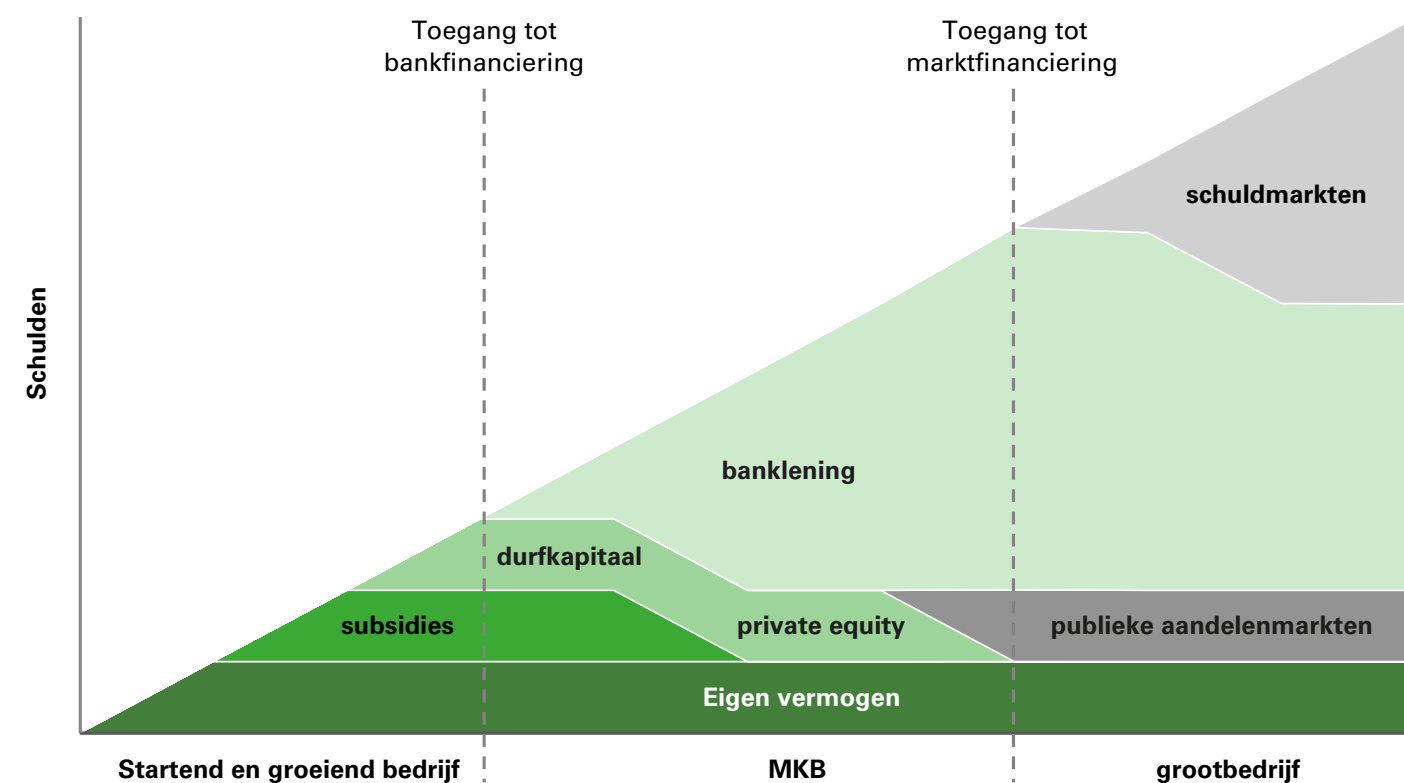 Toegang tot
bankfinanciering
Toegang tot
marktfinanciering
schuldmarkten
Schulden
banklening
durfkapitaal
subsidies
private equity
publieke aandelenmarkten
Eigen vermogen
Startend en groeiend bedrijf
MKB
grootbedrijf